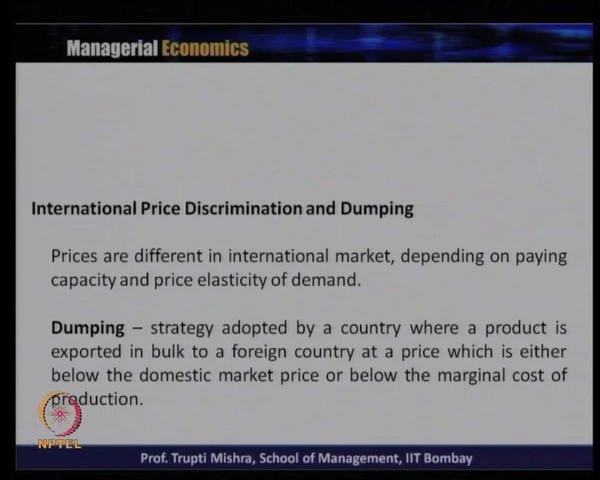 Managerial Economics
International Price Discrimination and Dumping
Prices are different in international market, depending on paying
capacity and price elasticity of demand.
Dumping – strategy adopted by a country where a product is
exported in bulk to a foreign country at a price which is either
below the domestic market price or below the marginal cost of
production.
NPTEL
Prof. Trupti Mishra, School of Management, IIT Bombay